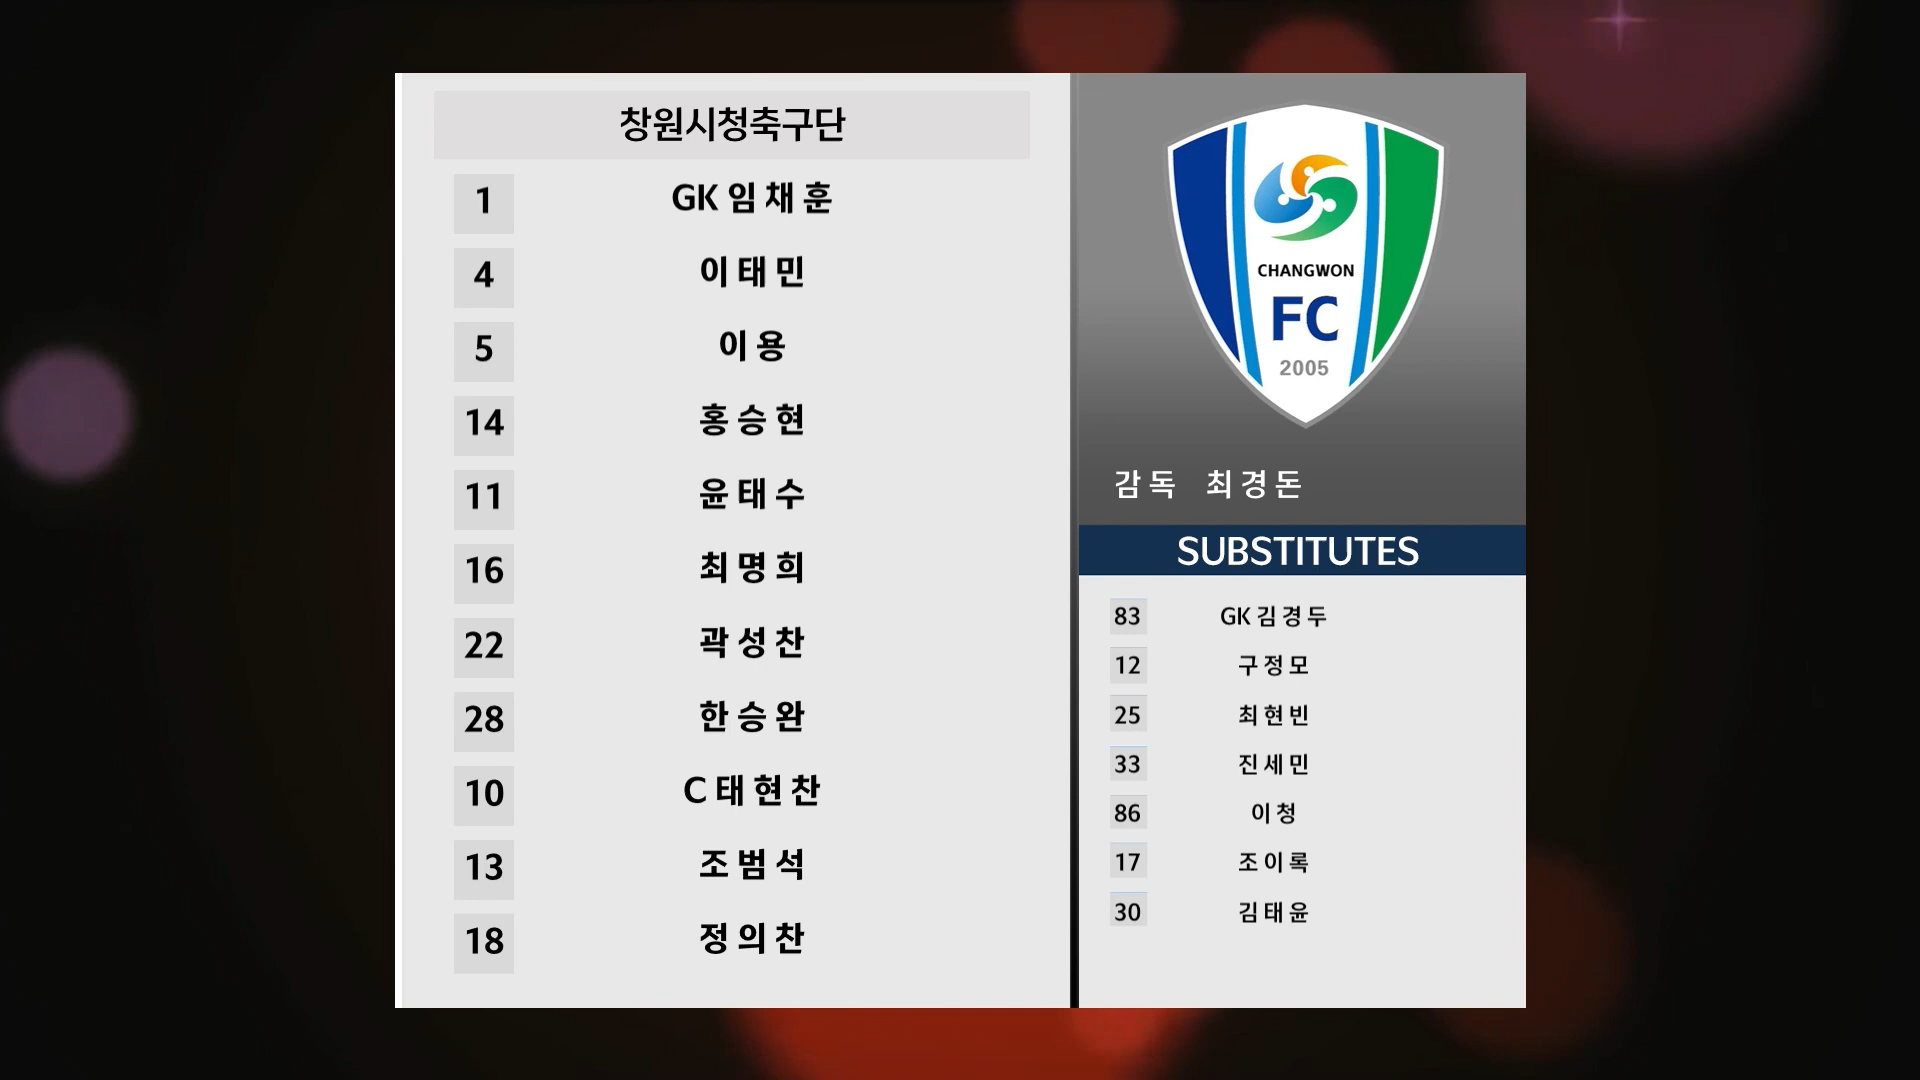 창원시청축구단
1 GK 임채훈
4 이태민
5 이용
14 홍승현
11 윤태수
16 최명희
22 곽성찬
28 한승완
10 C 태현찬
13 조범석
18 정의찬
CHANGWON
FC
2005
감독 최경돈
SUBSTITUTES
83 GK 김경두
12 구정모
25 최현빈
33 진세민
86 이청
17 조이록
30 김태윤